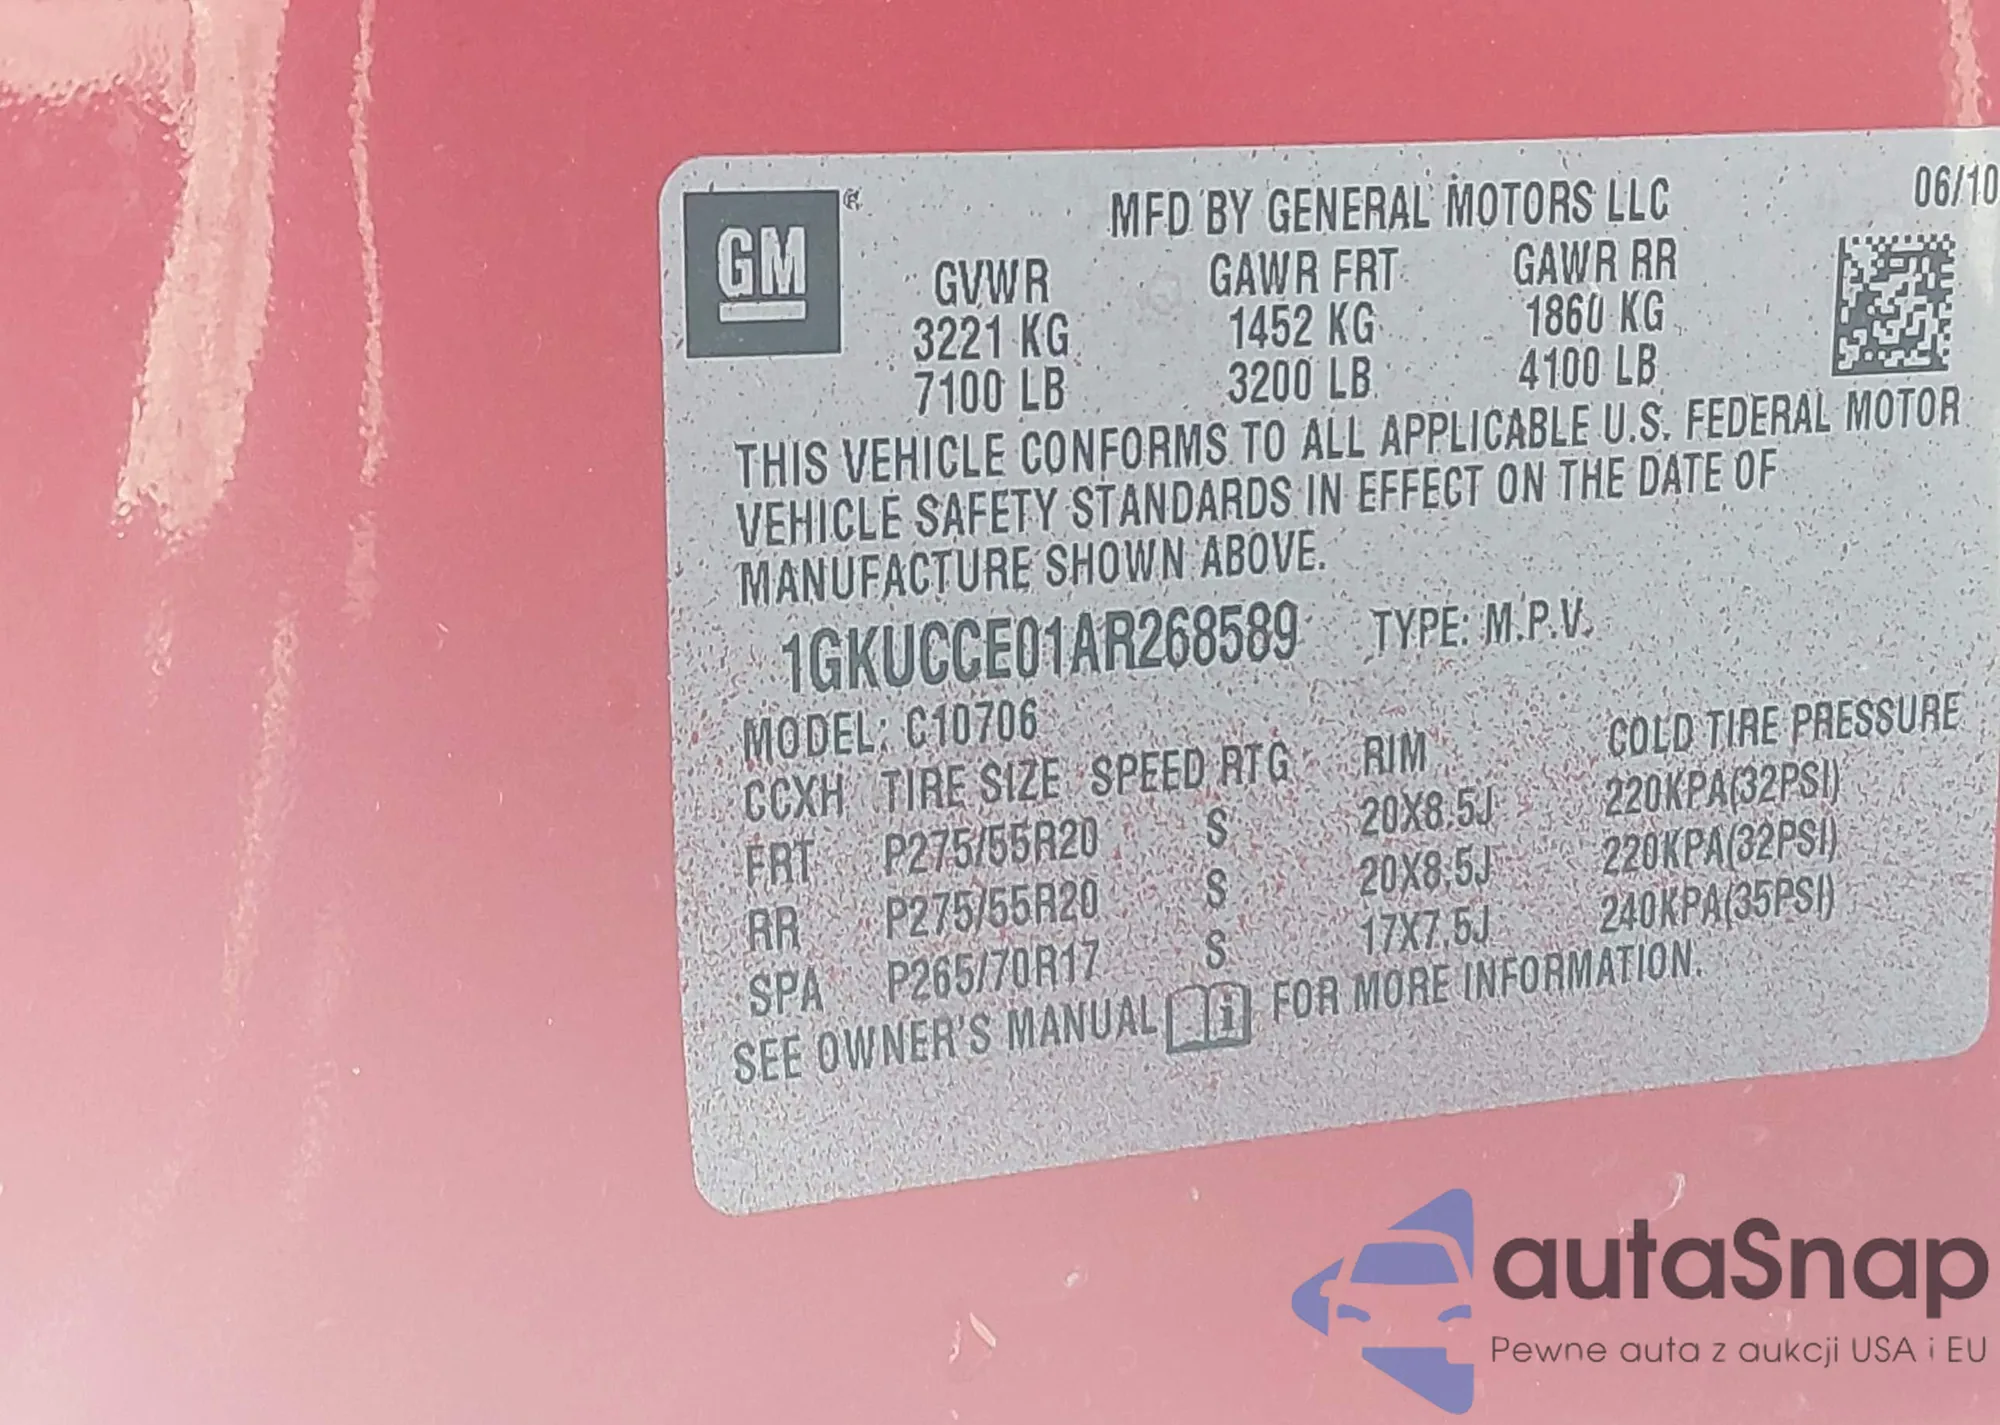 GM®
MFD BY GENERAL MOTORS LLC 06/10
GVWR GAWR FRT GAWR RR
3221 KG 1452 KG 1860 KG
7100 LB 3200 LB 4100 LB
THIS VEHICLE CONFORMS TO ALL APPLICABLE U.S. FEDERAL MOTOR
VEHICLE SAFETY STANDARDS IN EFFECT ON THE DATE OF
MANUFACTURE SHOWN ABOVE.
1GKUCCE01AR268589 TYPE: M.P.V.
MODEL: C10706
CCXH TIRE SIZE SPEED RTG RIM COLD TIRE PRESSURE
FRT P275/55R20 S 20X8.5J 220KPA(32PSI)
RR P275/55R20 S 20X8.5J 220KPA(32PSI)
SPA P265/70R17 S 17X7.5J 240KPA(35PSI)
SEE OWNER'S MANUAL i FOR MORE INFORMATION.
autaSnap
Pewne auta z aukcji USA i EU